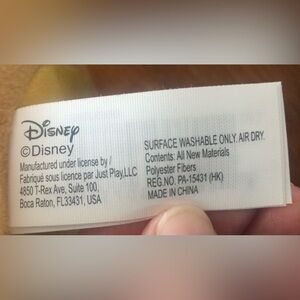 Disney
©Disney
Manufactured under license by /
Fabriqué sous licence par Just Play,LLC
4850 T-Rex Ave, Suite 100,
Boca Raton, FL33431, USA
SURFACE WASHABLE ONLY. AIR DRY.
Contents: All New Materials
Polyester Fibers
REG.NO. PA-15431 (HK)
MADE IN CHINA